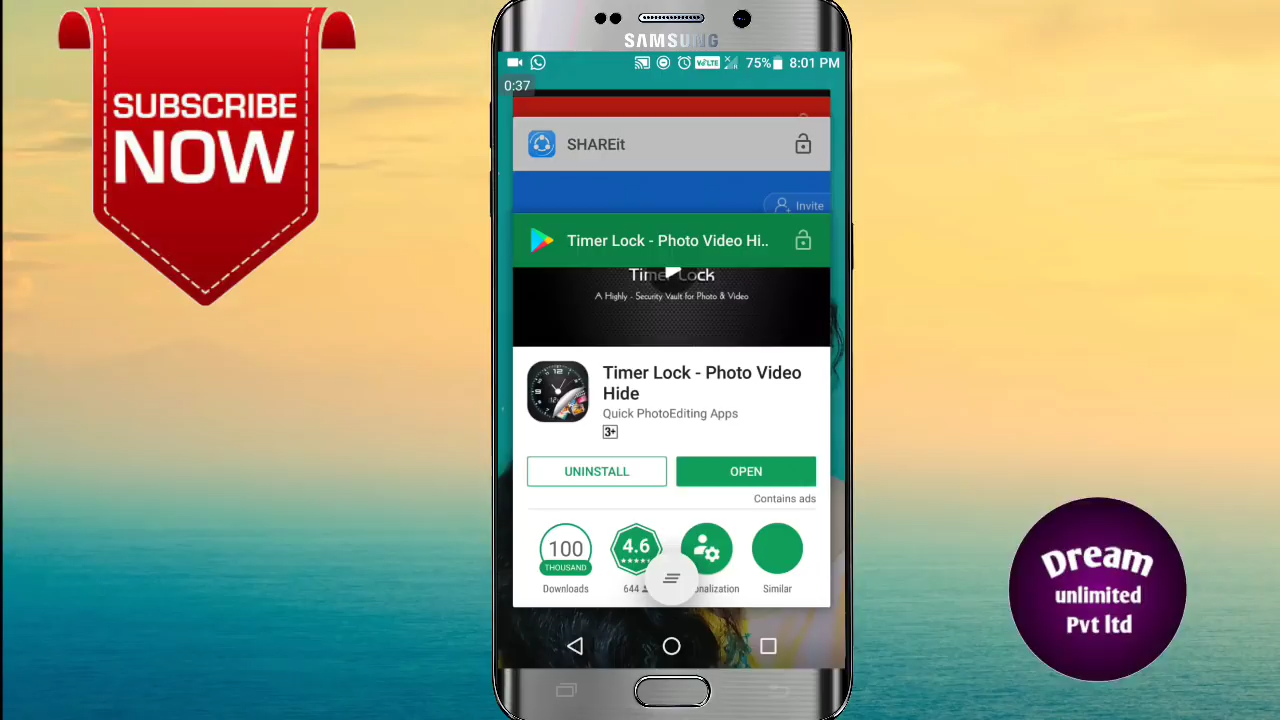 SUBSCRIBE
NOW
SAMSUNG
VoLTE
75%
8:01 PM
0:37
SHAREit
Invite
Timer Lock - Photo Video Hi..
Timer Lock
A Highly - Security Vault for Photo & Video
Timer Lock - Photo Video
Hide
Quick PhotoEditing Apps
3+
UNINSTALL
OPEN
Contains ads
100
THOUSAND
4.6
Downloads
644
Similar
Dream
unlimited
Pvt ltd